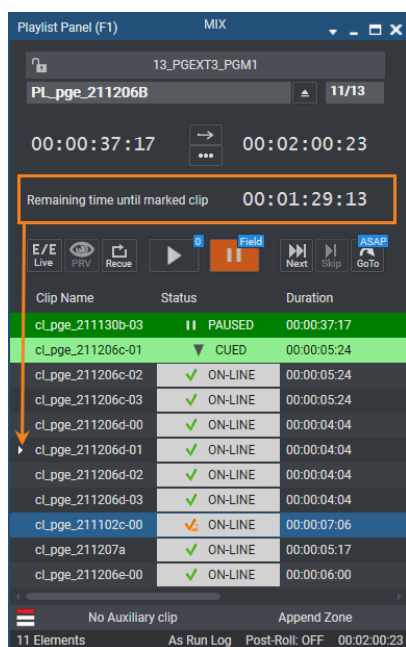 Playlist Panel (F1) MIX
13_PGEXT3_PGM1
PL_pge_211206B 11/13
00:00:37:17 00:02:00:23
Remaining time until marked clip 00:01:29:13
E/E Live PRV Recue 0 Field Next Skip ASAP GoTo
Clip Name Status Duration
cl_pge_211130b-03 PAUSED 00:00:37:17
cl_pge_211206c-01 CUED 00:00:05:24
cl_pge_211206c-02 ON-LINE 00:00:05:24
cl_pge_211206c-03 ON-LINE 00:00:05:24
cl_pge_211206d-00 ON-LINE 00:00:04:04
cl_pge_211206d-01 ON-LINE 00:00:04:04
cl_pge_211206d-02 ON-LINE 00:00:04:04
cl_pge_211206d-03 ON-LINE 00:00:04:04
cl_pge_211102c-00 ON-LINE 00:00:07:06
cl_pge_211207a ON-LINE 00:00:05:17
cl_pge_211206e-00 ON-LINE 00:00:06:00
No Auxiliary clip Append Zone
11 Elements As Run Log Post-Roll: OFF 00:02:00:23